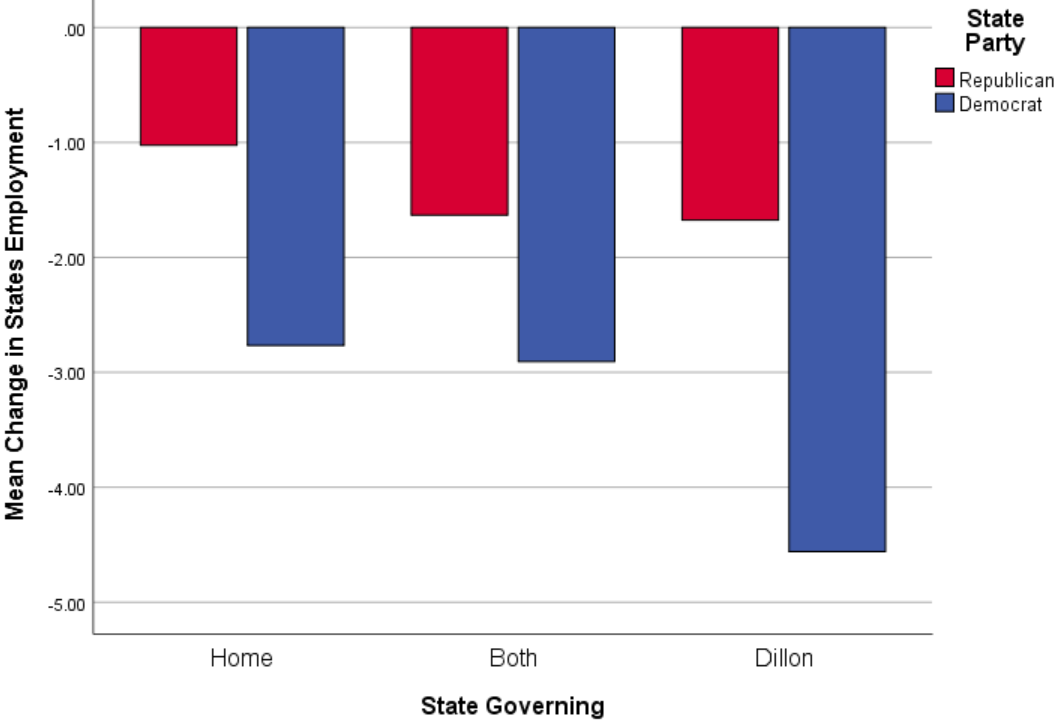 State
Party
Republican
Democrat
Mean Change in States Employment
.00
-1.00
-2.00
-3.00
-4.00
-5.00
Home
Both
Dillon
State Governing